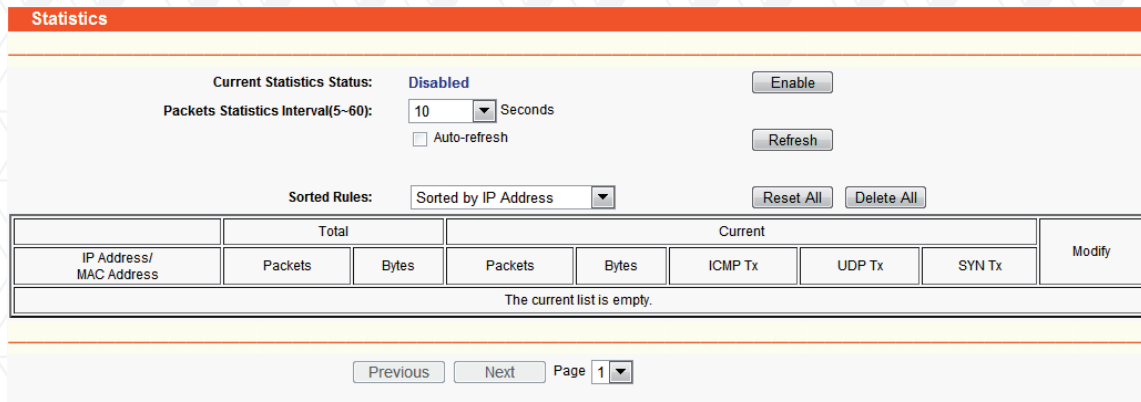 Statistics
Current Statistics Status: Disabled Enable
Packets Statistics Interval(5~60): 10 Seconds
Auto-refresh Refresh
Sorted Rules: Sorted by IP Address Reset All Delete All
Total Current Modify
IP Address/
MAC Address Packets Bytes Packets Bytes ICMP Tx UDP Tx SYN Tx
The current list is empty.
Previous Next Page 1